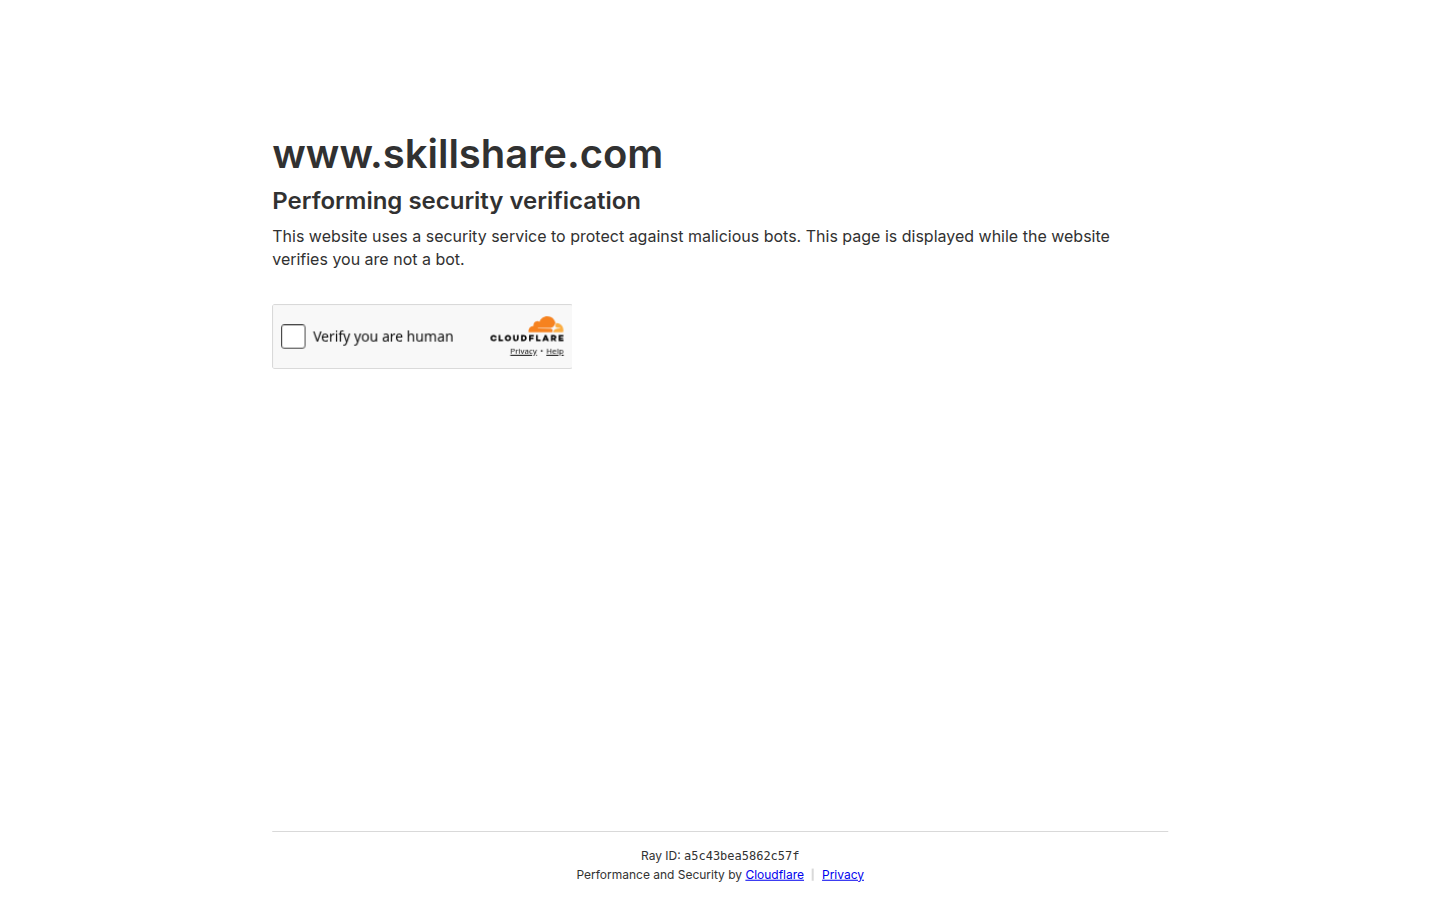 www.skillshare.com
Performing security verification
This website uses a security service to protect against malicious bots. This page is displayed while the website
verifies you are not a bot.
Verify you are human
CLOUDFLARE
Privacy • Help
Ray ID: a5c43bea5862c57f
Performance and Security by Cloudflare | Privacy